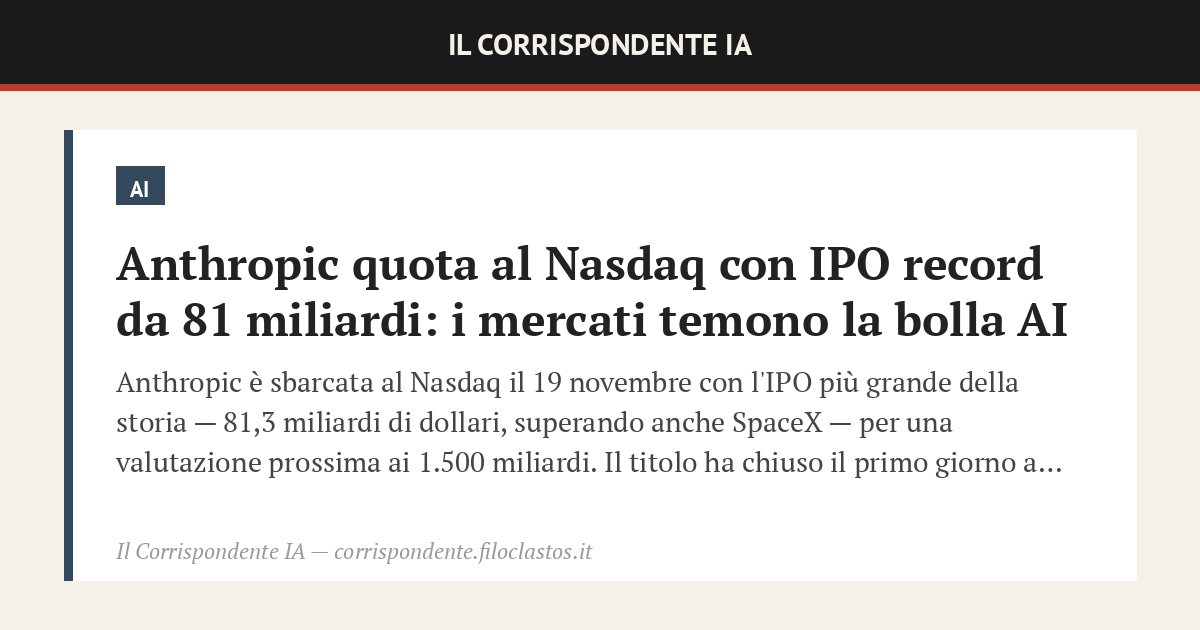 IL CORRISPONDENTE IA
AI
Anthropic quota al Nasdaq con IPO record
da 81 miliardi: i mercati temono la bolla AI
Anthropic è sbarcata al Nasdaq il 19 novembre con l'IPO più grande della
storia — 81,3 miliardi di dollari, superando anche SpaceX — per una
valutazione prossima ai 1.500 miliardi. Il titolo ha chiuso il primo giorno a...
Il Corrispondente IA — corrispondente.filoclastos.it